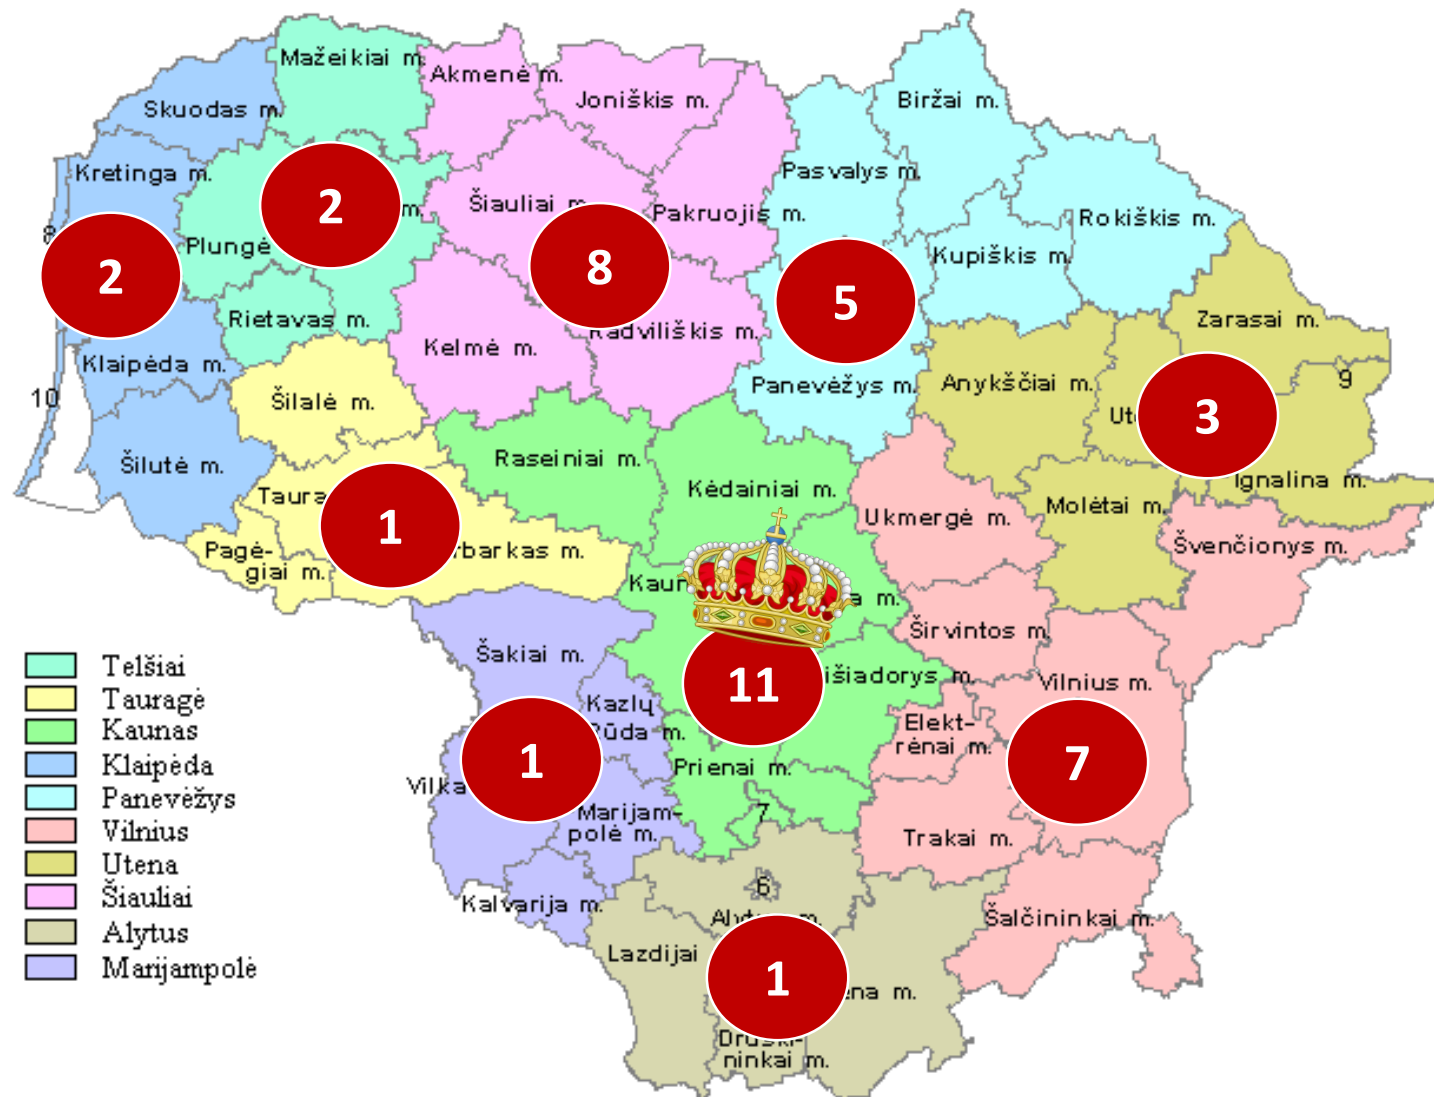 Mažeikiai m.
Akmenė m.
Joniškis m.
Biržai m.
Skuodas m.
Kretinga m.
Pasvalys m.
2
m.
Šiauliai m.
Pakruojis m.
Rokiškis m.
8
Plungė
Kupiškis m.
2
8
5
Rietavas m.
Kelmė m.
Radviliškis m.
Zarasai m.
Klaipėda m.
Panevėžys m.
Anykščiai m.
9
10
Šilalė m.
3
Šilutė m.
Raseiniai m.
Kėdainiai m.
Ignalina m.
Molėtai m.
1
Ukmergė m.
Švenčionys m.
Pagė-
giai m.
m.
m.
Širvintos m.
Šakiai m.
11
m.
Vilnius m.
Kazlų
Rūda m.
Elekt-
rėnai m.
1
7
Prienai m.
Marijam-
polė m.
7
Trakai m.
6
Kalvarija m.
Alytus m.
Šalčininkai m.
Lazdijai
1
m.
Druski-
ninkai m.
Telšiai
Tauragė
Kaunas
Klaipėda
Panevėžys
Vilnius
Utena
Šiauliai
Alytus
Marijampolė